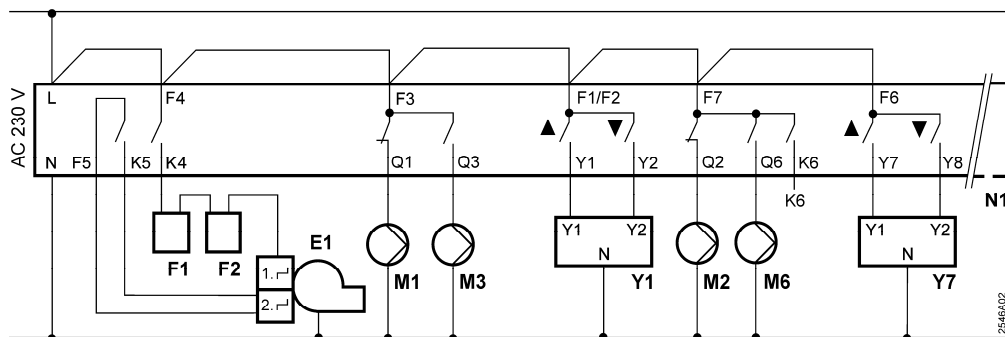 AC 230 V
L F4 F3 F1/F2 F7 F6
▲ ▼ ▲ ▼
N F5 K5 K4 Q1 Q3 Y1 Y2 Q2 Q6 K6 Y7 Y8
K6 N1
Y1 Y2 Y1 Y2
E1
N N
F1 F2 M1 M3 Y1 M2 M6 Y7
1.
2.
2546A02